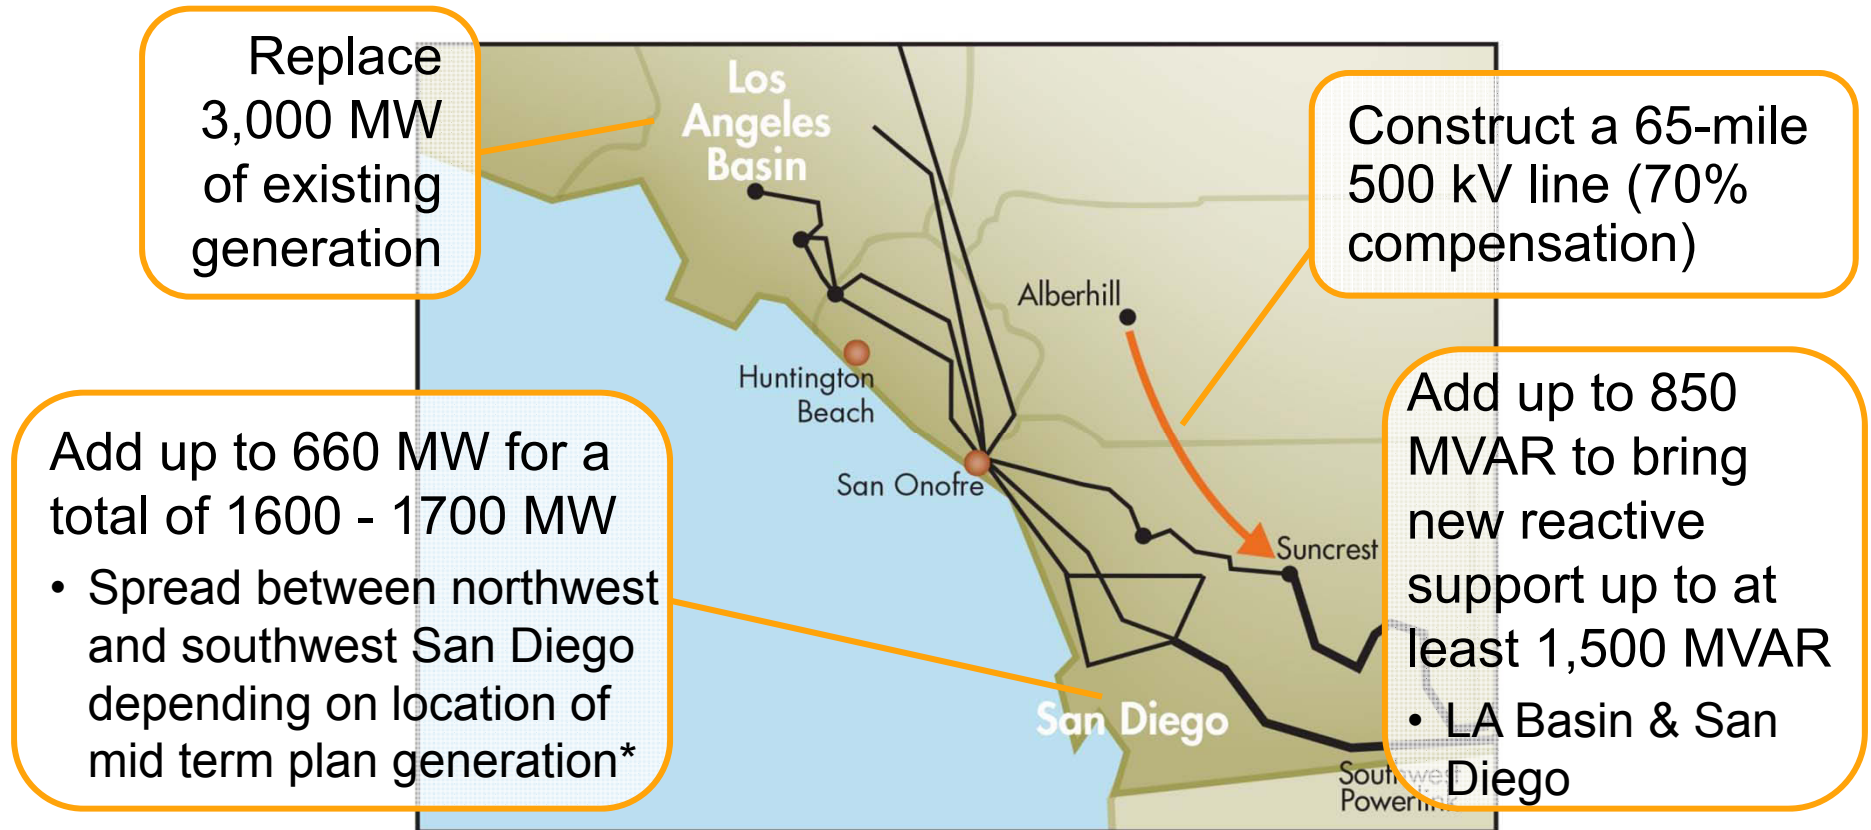 Replace
3,000 MW
of existing
generation
Los
Angeles
Basin
Construct a 65-mile
500 kV line (70%
compensation)
Alberhill
Huntington
Beach
San Onofre
Suncrest
Add up to 660 MW for a
total of 1600 - 1700 MW
• Spread between northwest
and southwest San Diego
depending on location of
mid term plan generation*
Add up to 850
MVAR to bring
new reactive
support up to at
least 1,500 MVAR
• LA Basin & San
Diego
San Diego
Southwest
Powerlink